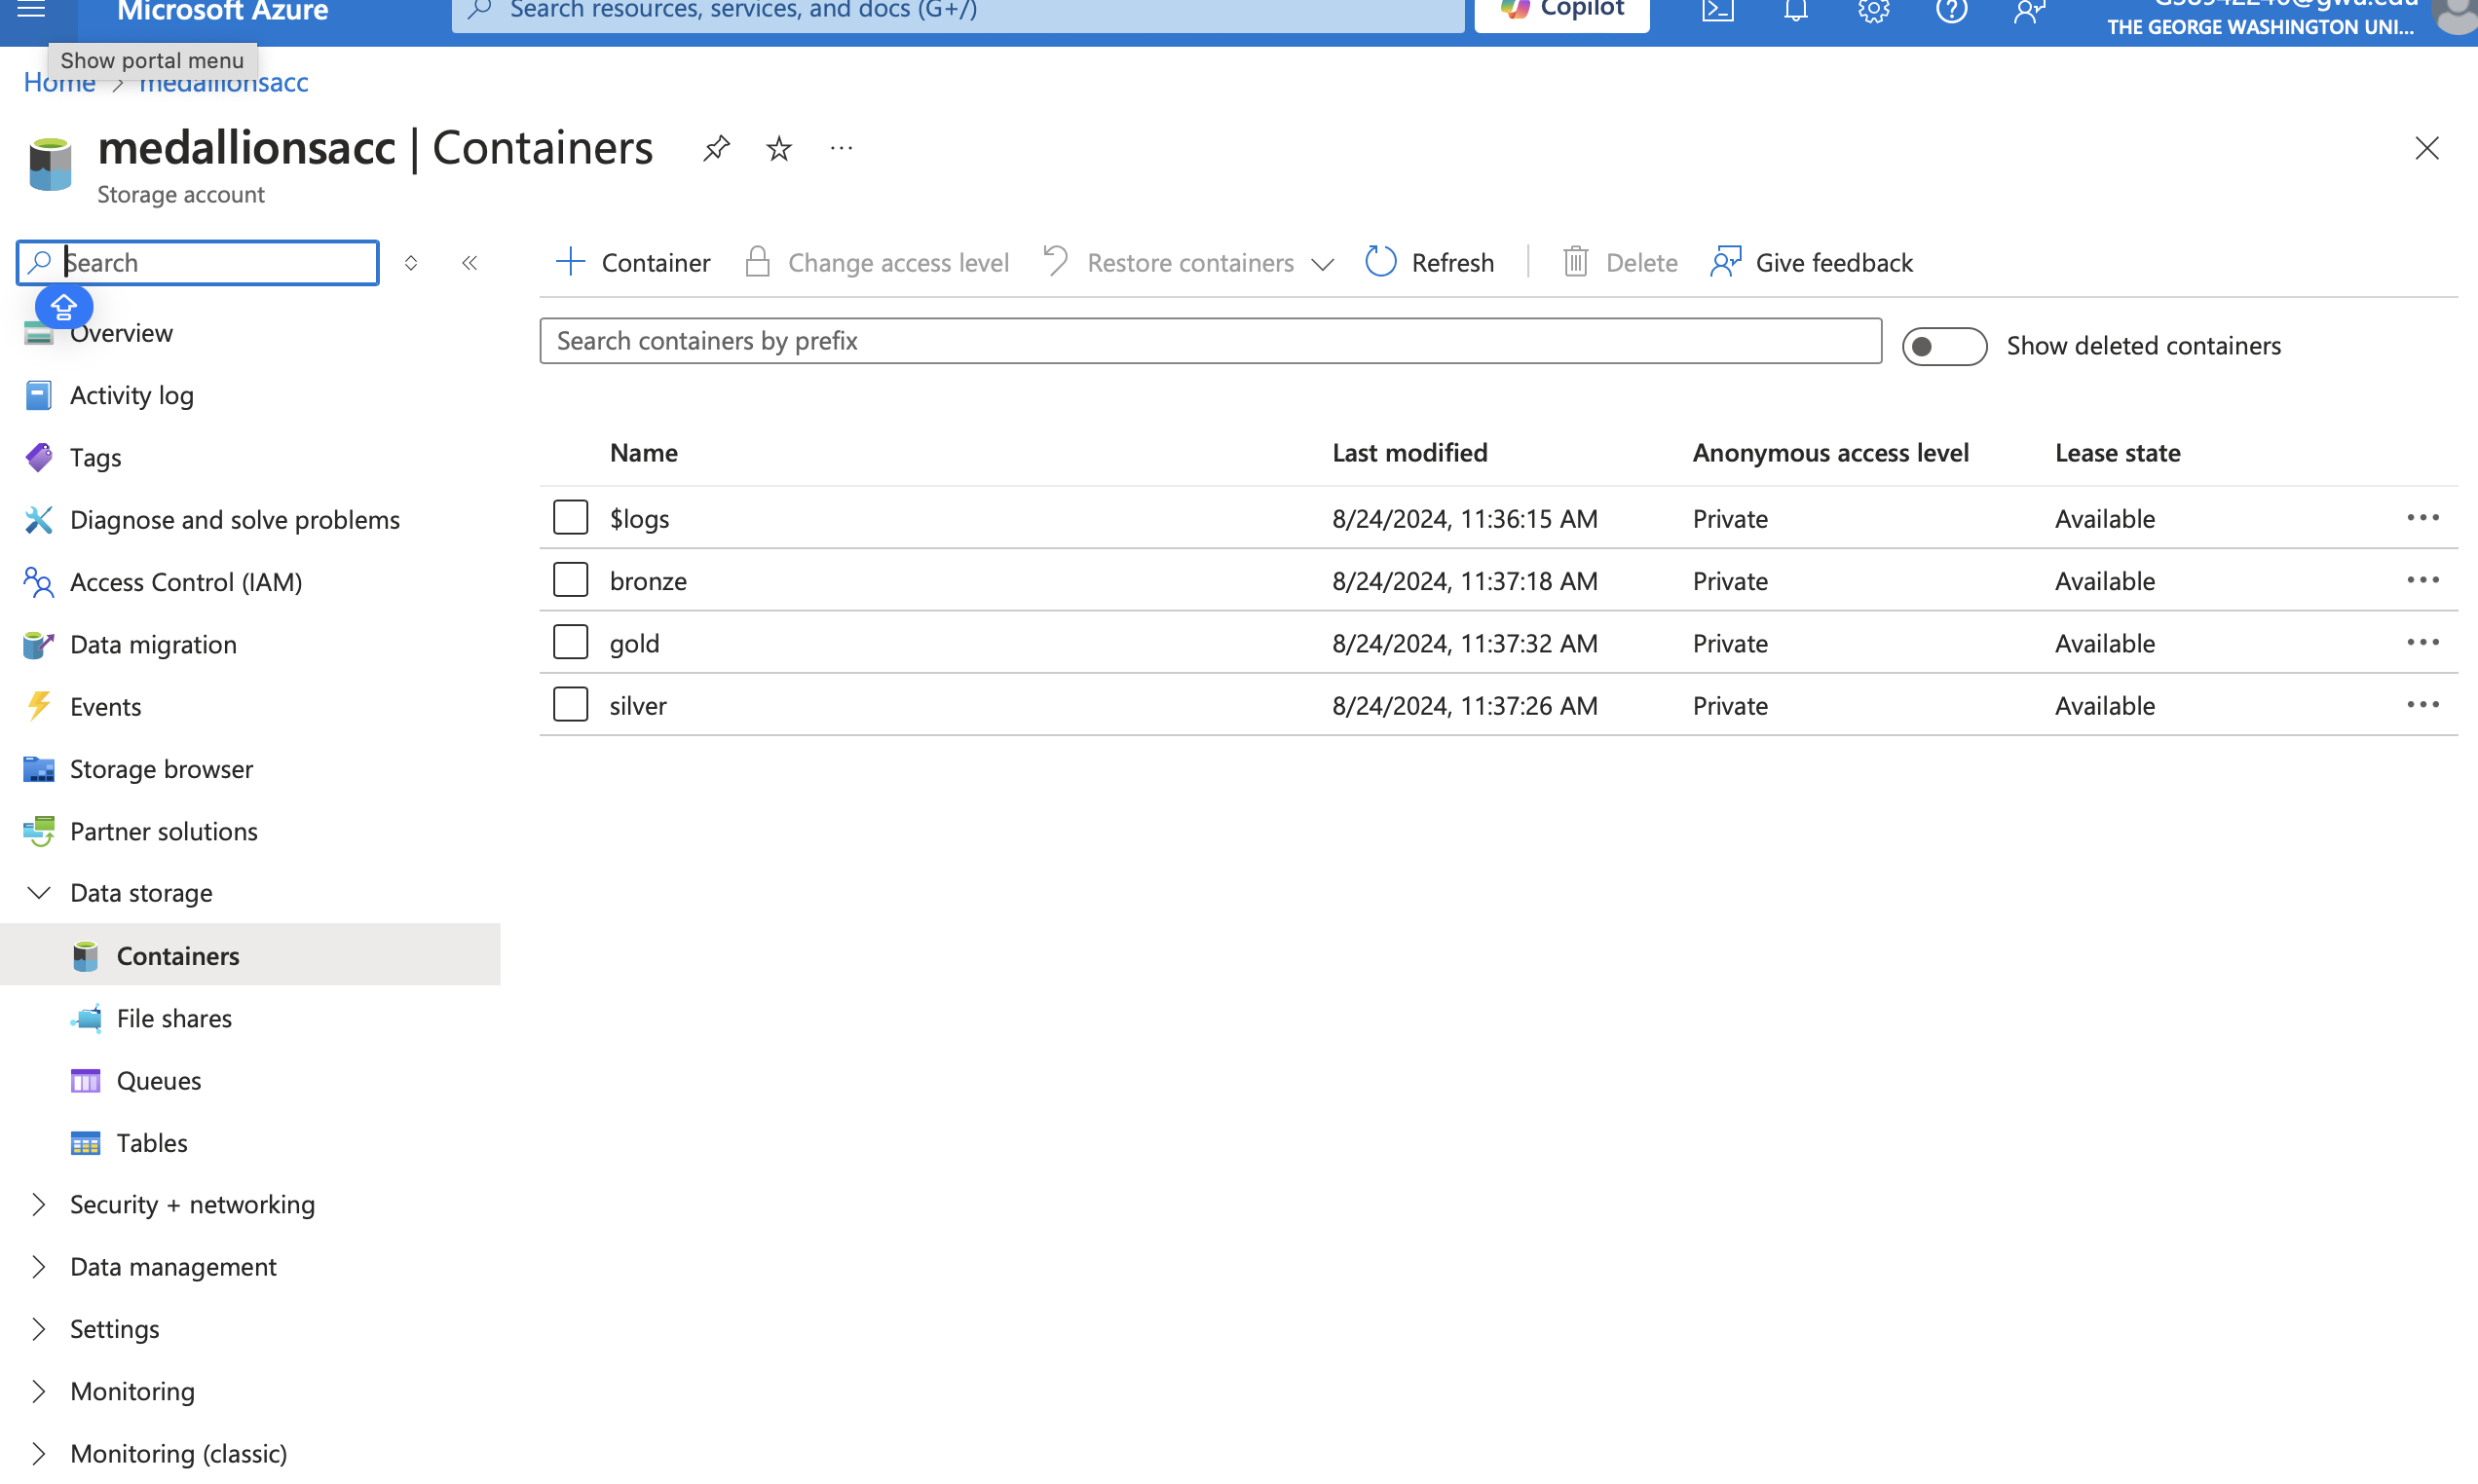 Microsoft Azure
Search resources, services, and docs (G+/)
Copilot
THE GEORGE WASHINGTON UNI...
Show portal menu
Home > medallionsacc
medallionsacc | Containers
Storage account
Search
Container
Change access level
Restore containers
Refresh
Delete
Give feedback
Search containers by prefix
Show deleted containers
Name Last modified Anonymous access level Lease state
$logs 8/24/2024, 11:36:15 AM Private Available
bronze 8/24/2024, 11:37:18 AM Private Available
gold 8/24/2024, 11:37:32 AM Private Available
silver 8/24/2024, 11:37:26 AM Private Available
Overview
Activity log
Tags
Diagnose and solve problems
Access Control (IAM)
Data migration
Events
Storage browser
Partner solutions
Data storage
Containers
File shares
Queues
Tables
Security + networking
Data management
Settings
Monitoring
Monitoring (classic)